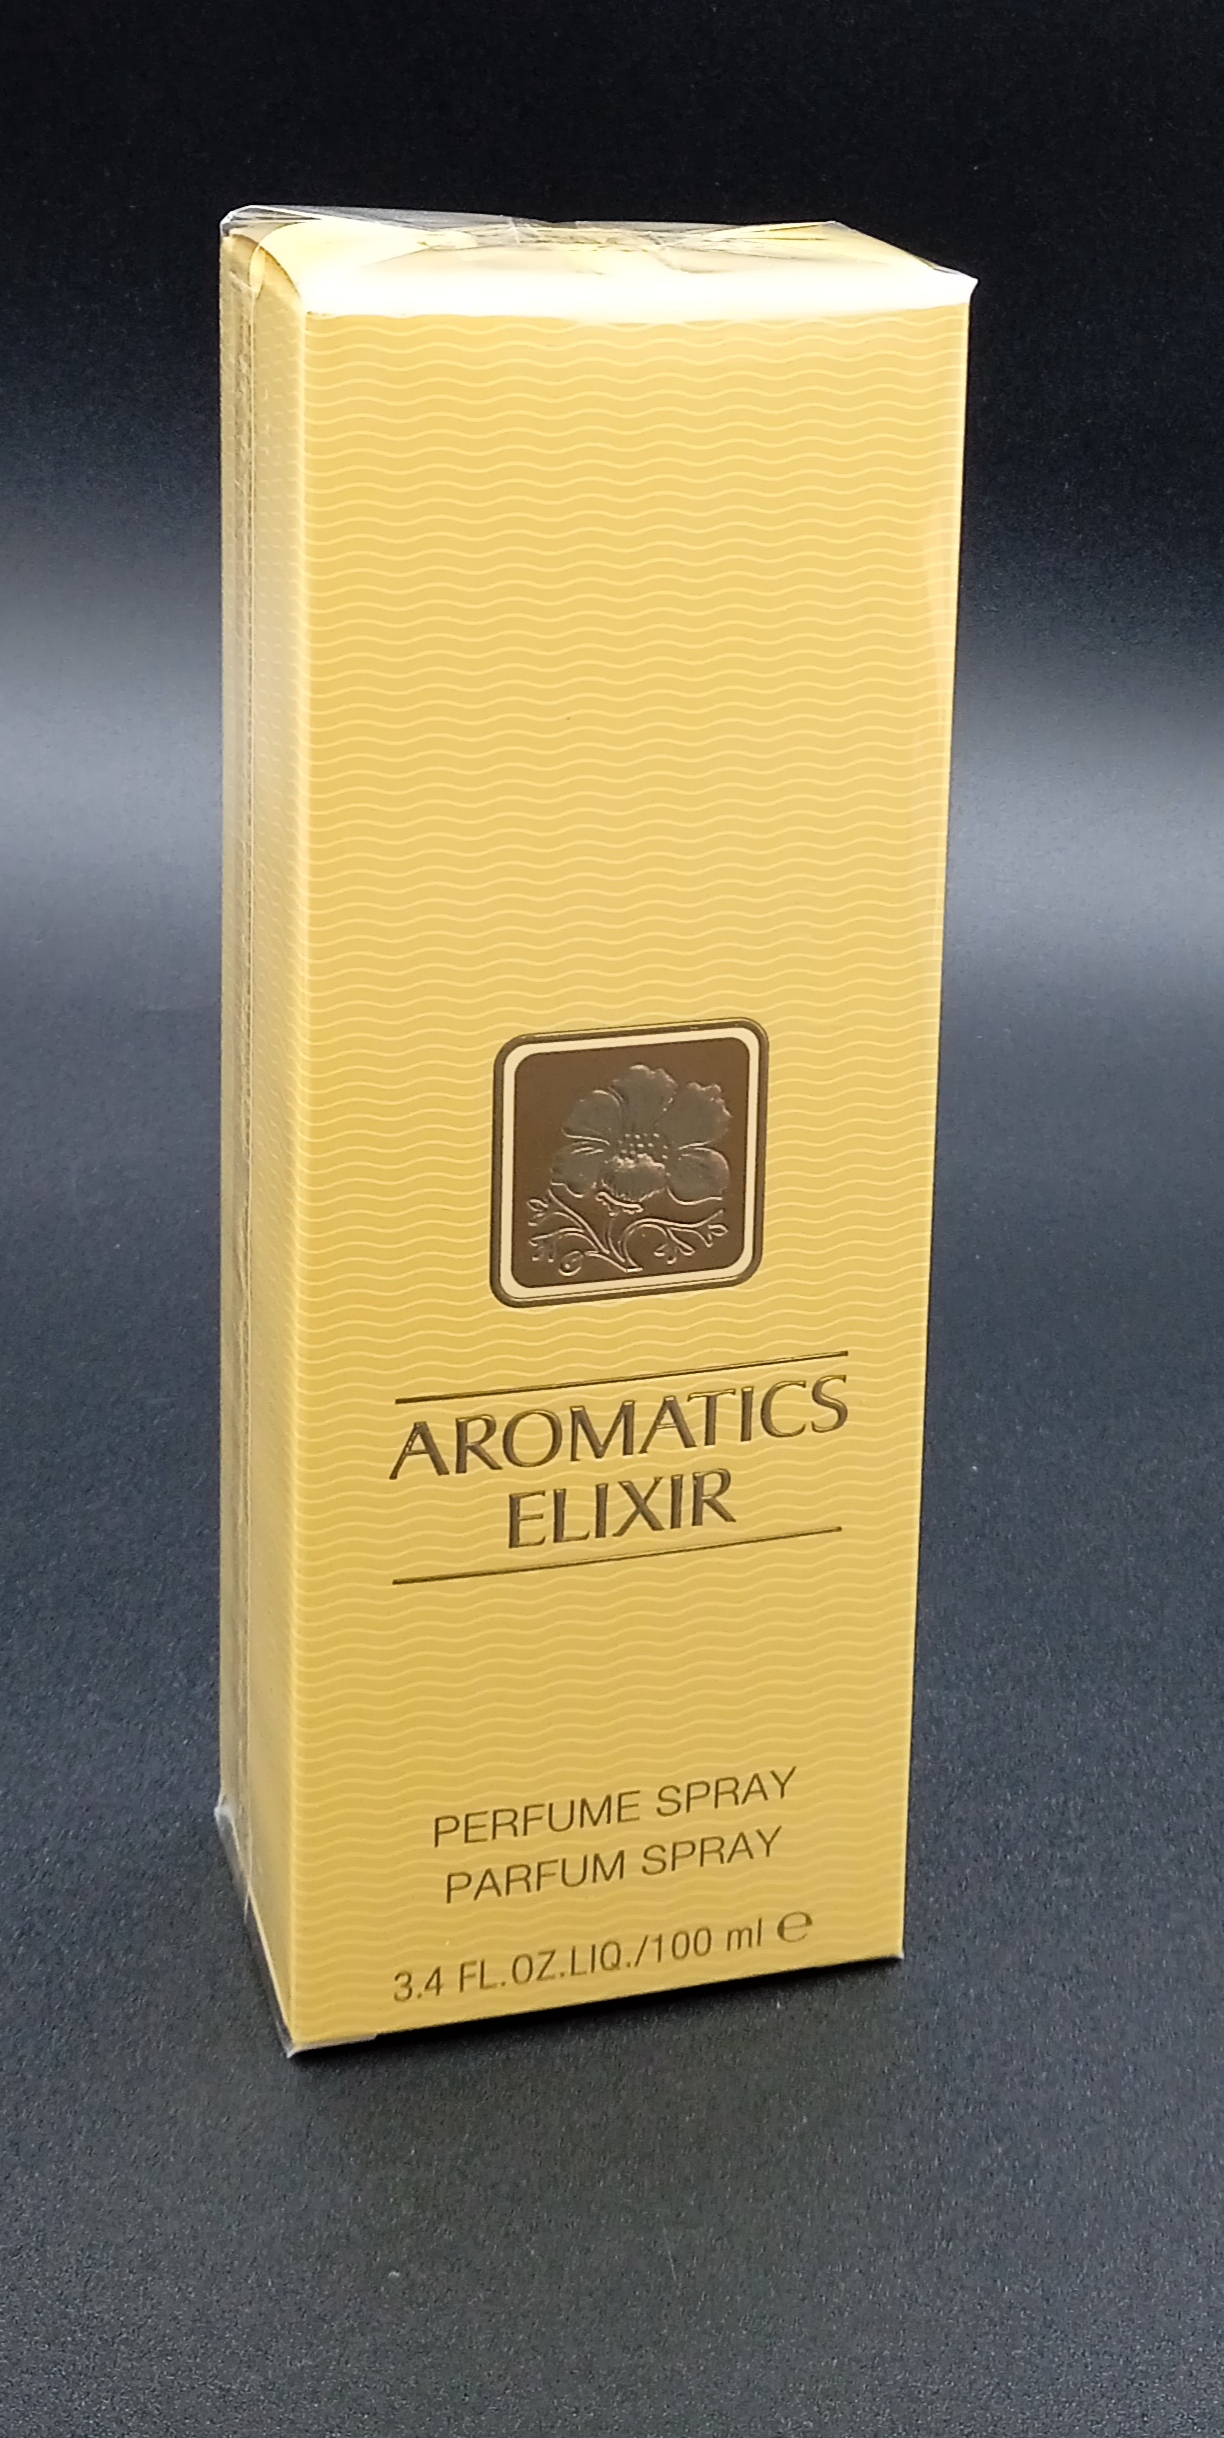 AROMATICS
ELIXIR
PERFUME SPRAY
PARFUM SPRAY
3.4 FL.OZ.LIQ./100 ml ℮